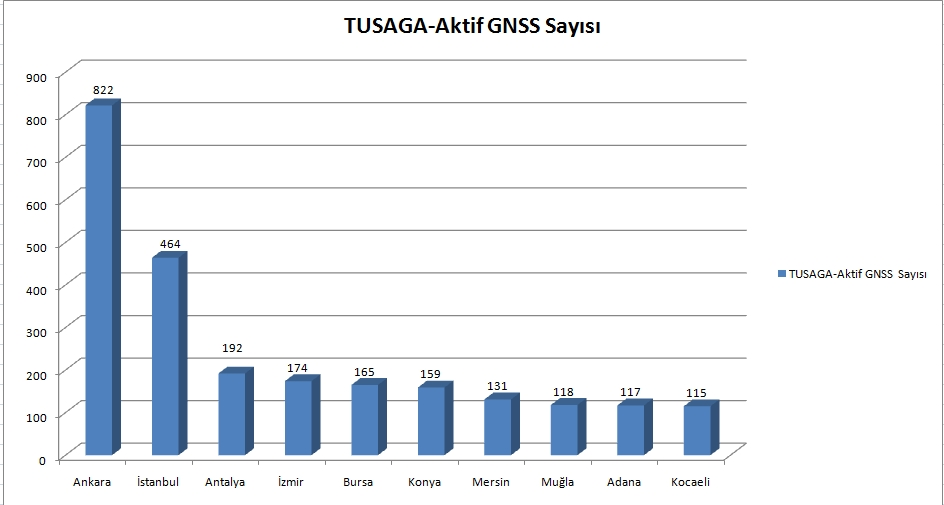 TUSAGA-Aktif GNSS Sayısı
900
800
700
600
500
400
300
200
100
0
822
464
192
174
165
159
131
118
117
115
Ankara
İstanbul
Antalya
İzmir
Bursa
Konya
Mersin
Muğla
Adana
Kocaeli
TUSAGA-Aktif GNSS Sayısı